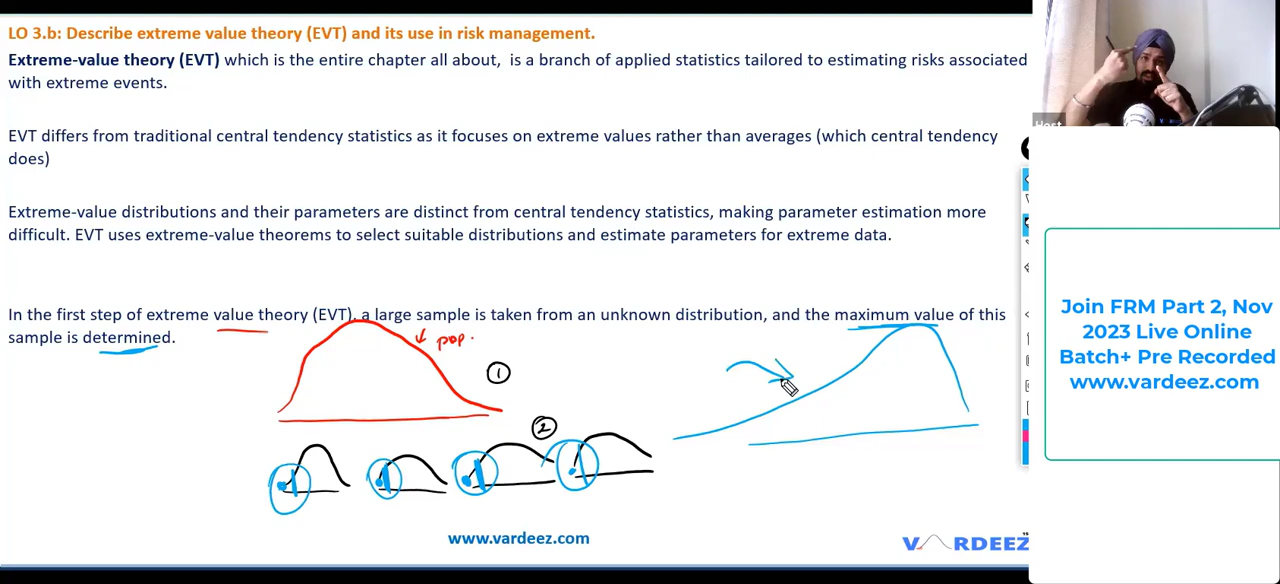 LO 3.b: Describe extreme value theory (EVT) and its use in risk management.
Extreme-value theory (EVT) which is the entire chapter all about, is a branch of applied statistics tailored to estimating risks associated
with extreme events.
EVT differs from traditional central tendency statistics as it focuses on extreme values rather than averages (which central tendency
does)
Extreme-value distributions and their parameters are distinct from central tendency statistics, making parameter estimation more
difficult. EVT uses extreme-value theorems to select suitable distributions and estimate parameters for extreme data.
In the first step of extreme value theory (EVT), a large sample is taken from an unknown distribution, and the maximum value of this
sample is determined.
pop.
1
2
www.vardeez.com
VARDEEZ
Host
Join FRM Part 2, Nov
2023 Live Online
Batch+ Pre Recorded
www.vardeez.com